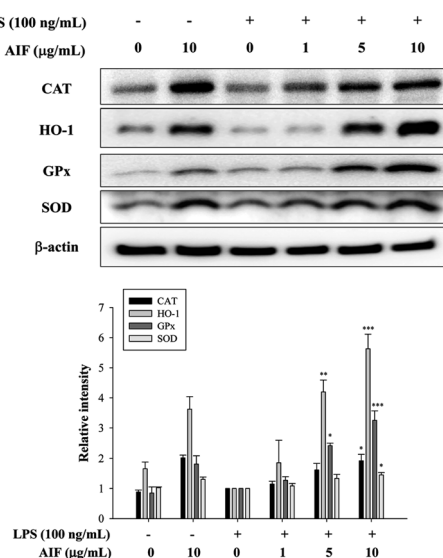 S (100 ng/mL) - - + + + +
AIF (μg/mL) 0 10 0 1 5 10
CAT
HO-1
GPx
SOD
β-actin
7
6
5
4
3
2
1
0
Relative intensity
CAT
HO-1
GPx
SOD
** * *** *** * *
LPS (100 ng/mL) - - + + + +
AIF (μg/mL) 0 10 0 1 5 10